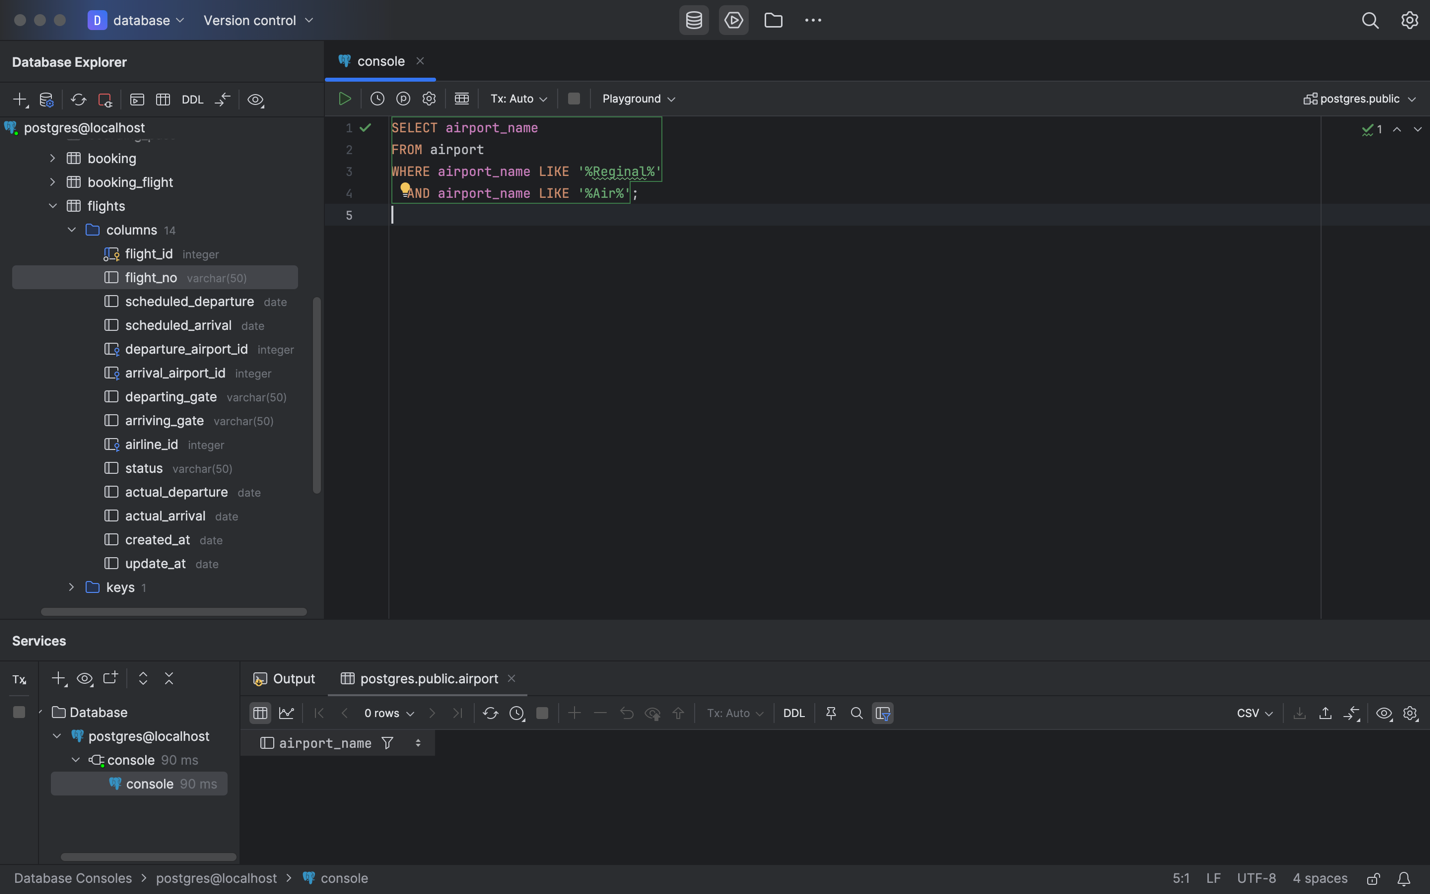 D database Version control
Database Explorer
console
DDL
Tx: Auto Playground postgres.public
postgres@localhost
booking
booking_flight
flights
columns 14
flight_id integer
flight_no varchar(50)
scheduled_departure date
scheduled_arrival date
departure_airport_id integer
arrival_airport_id integer
departing_gate varchar(50)
arriving_gate varchar(50)
airline_id integer
status varchar(50)
actual_departure date
actual_arrival date
created_at date
update_at date
keys 1
1 SELECT airport_name
2 FROM airport
3 WHERE airport_name LIKE '%Reginal%'
4 AND airport_name LIKE '%Air%';
5
1
Services
Tx
Output postgres.public.airport
Database
postgres@localhost
console 90 ms
console 90 ms
0 rows Tx: Auto DDL CSV
airport_name
Database Consoles > postgres@localhost > console
5:1 LF UTF-8 4 spaces